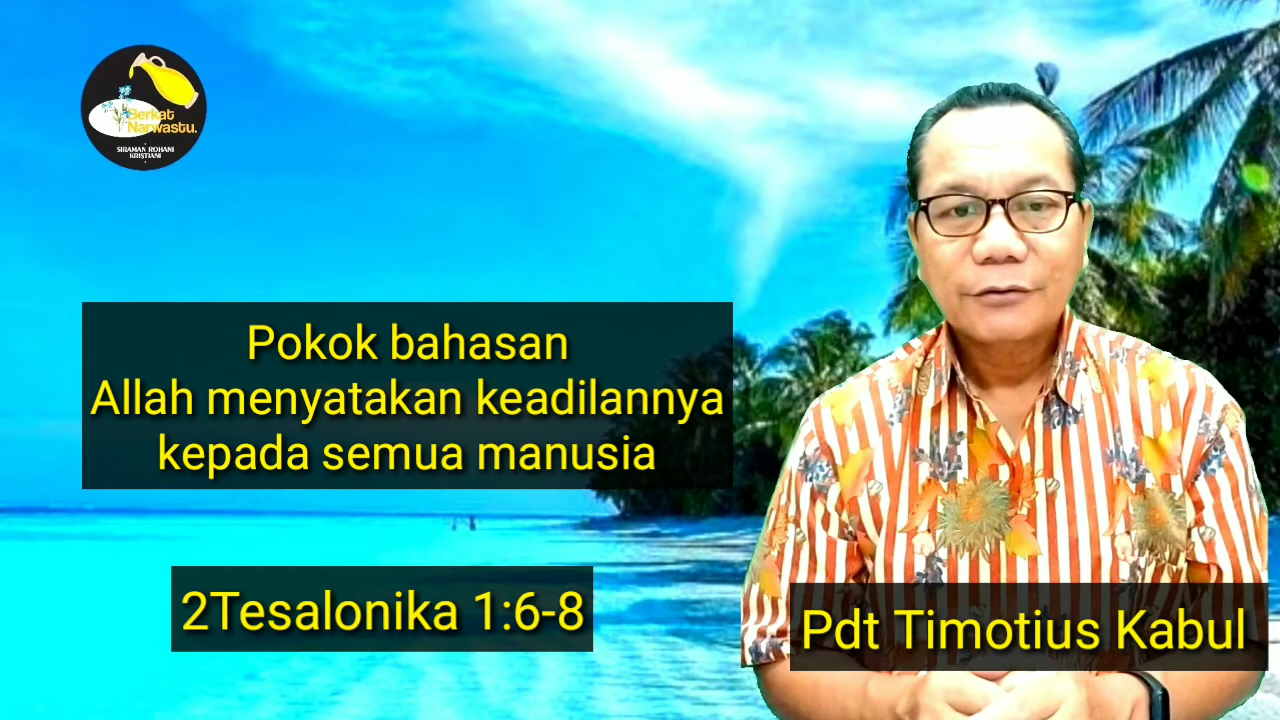 Berkat
Narwastu.
SIRAMAN ROHANI
KRISTIANI
Pokok bahasan
Allah menyatakan keadilannya
kepada semua manusia
2Tesalonika 1:6-8
Pdt Timotius Kabul